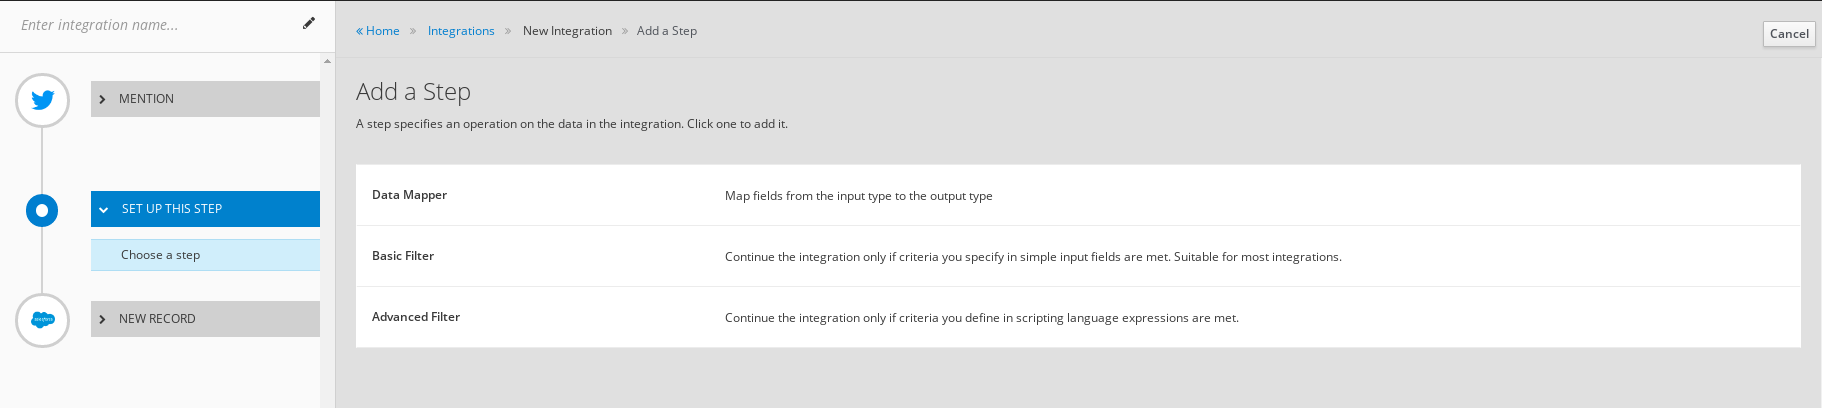 Enter integration name...
« Home » Integrations » New Integration » Add a Step
Cancel
MENTION
SET UP THIS STEP
Choose a step
NEW RECORD
Add a Step
A step specifies an operation on the data in the integration. Click one to add it.
Data Mapper Map fields from the input type to the output type
Basic Filter Continue the integration only if criteria you specify in simple input fields are met. Suitable for most integrations.
Advanced Filter Continue the integration only if criteria you define in scripting language expressions are met.